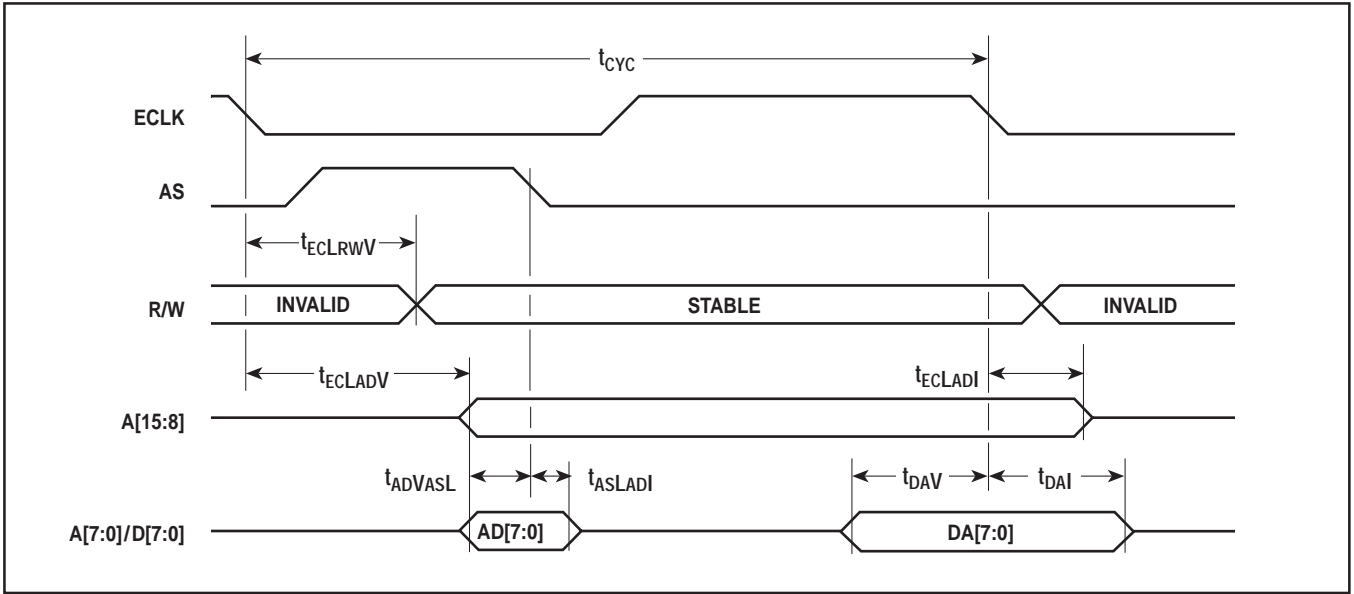 tCYC
ECLK
AS
tECLRWV
R/W INVALID STABLE INVALID
tECLADV tECLADI
A[15:8]
tADVASL tASLADI tDAV tDAI
A[7:0]/D[7:0] AD[7:0] DA[7:0]